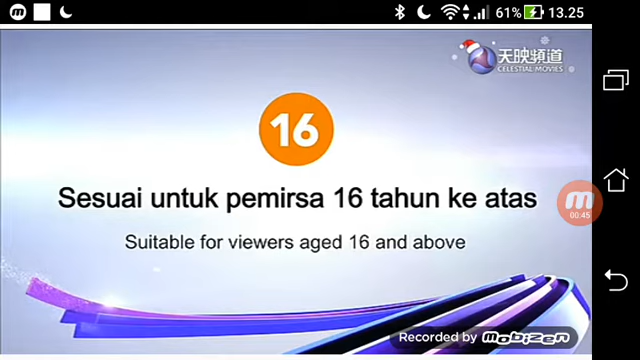 61% 13.25
天映頻道
CELESTIAL MOVIES
16
Sesuai untuk pemirsa 16 tahun ke atas
Suitable for viewers aged 16 and above
00:45
Recorded by Mobizen